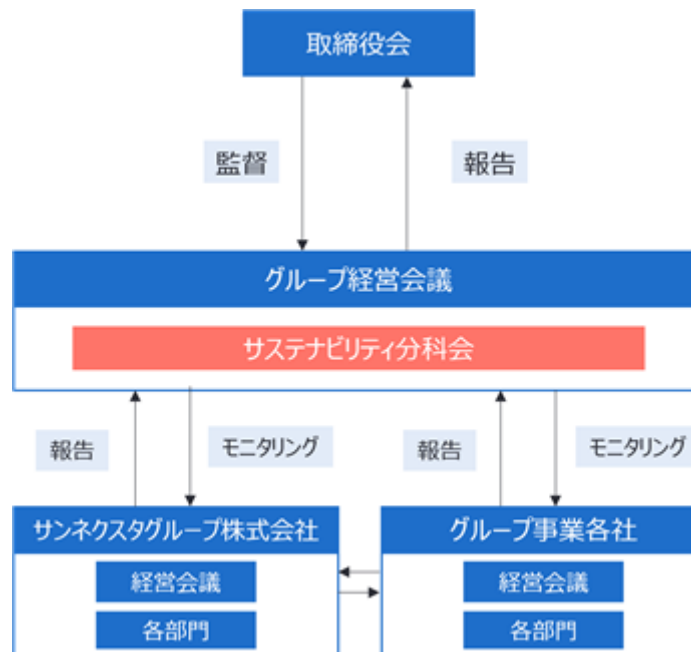 取締役会
監督
報告
グループ経営会議
サステナビリティ分科会
報告
モニタリング
報告
モニタリング
サンネクスタグループ株式会社
グループ事業各社
経営会議
経営会議
各部門
各部門